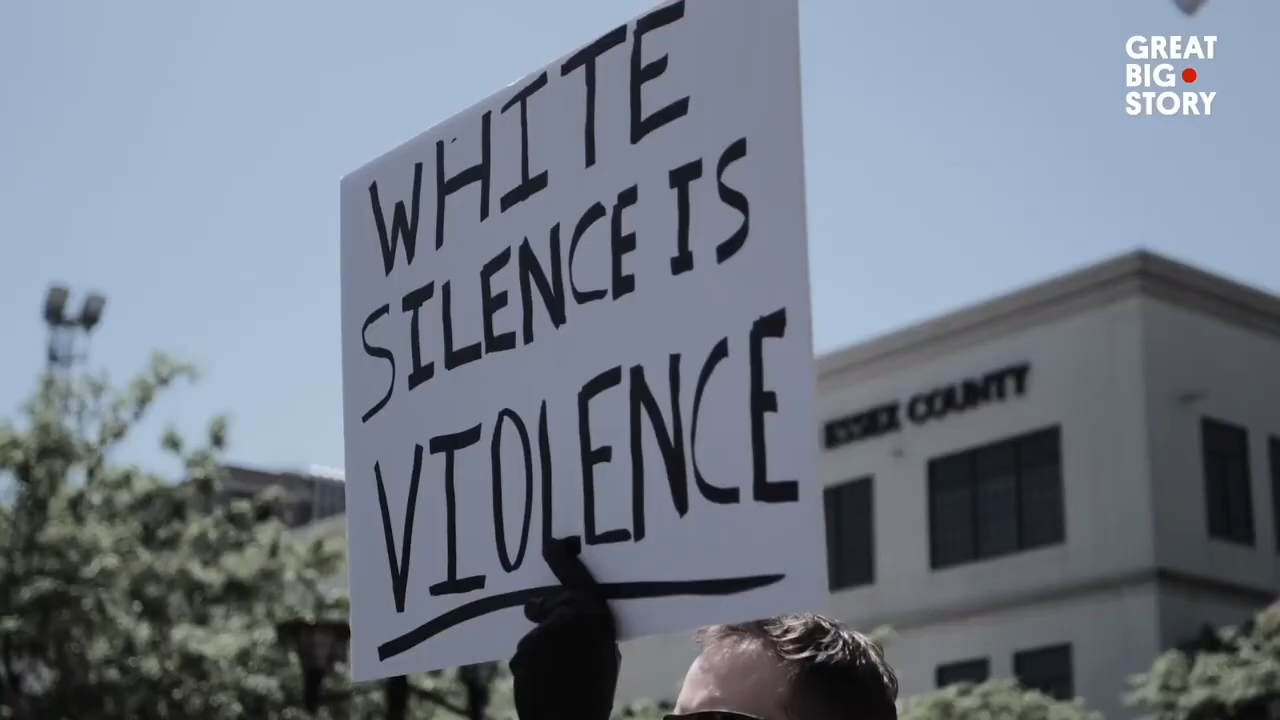 WHITE
SILENCE IS
VIOLENCE
ESSEX COUNTY
GREAT
BIG
STORY